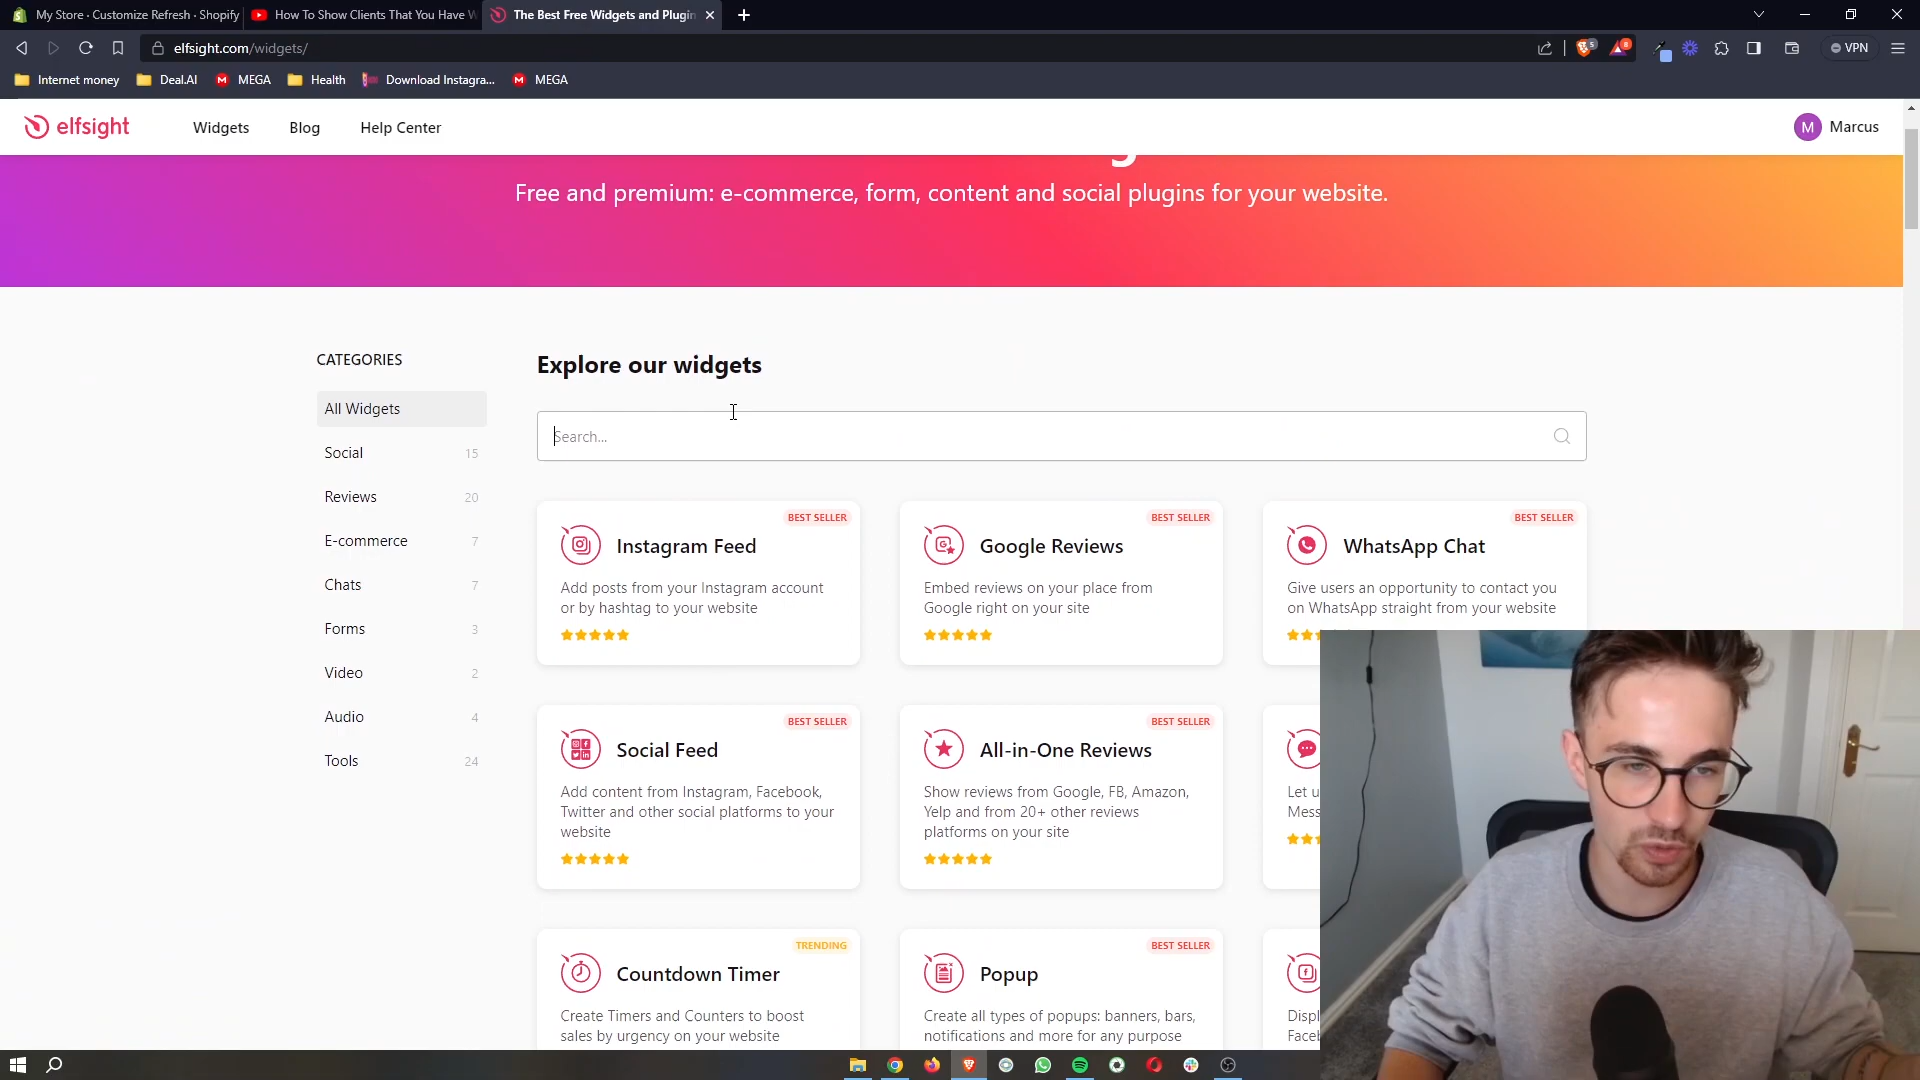 My Store · Customize Refresh · Shopify
How To Show Clients That You Have W
The Best Free Widgets and Plugin
elfsight.com/widgets/
VPN
Internet money
Deal.AI
MEGA
Health
Download Instagra...
MEGA
elfsight
Widgets
Blog
Help Center
M
Marcus
Free and premium: e-commerce, form, content and social plugins for your website.
CATEGORIES
All Widgets
Social 15
Reviews 20
E-commerce 7
Chats 7
Forms 3
Video 2
Audio 4
Tools 24
Explore our widgets
Search...
BEST SELLER
Instagram Feed
Add posts from your Instagram account
or by hashtag to your website
BEST SELLER
Google Reviews
Embed reviews on your place from
Google right on your site
BEST SELLER
WhatsApp Chat
Give users an opportunity to contact you
on WhatsApp straight from your website
BEST SELLER
Social Feed
Add content from Instagram, Facebook,
Twitter and other social platforms to your
website
BEST SELLER
All-in-One Reviews
Show reviews from Google, FB, Amazon,
Yelp and from 20+ other reviews
platforms on your site
Let u
Mess
TRENDING
Countdown Timer
Create Timers and Counters to boost
sales by urgency on your website
BEST SELLER
Popup
Create all types of popups: banners, bars,
notifications and more for any purpose
Displ
Face